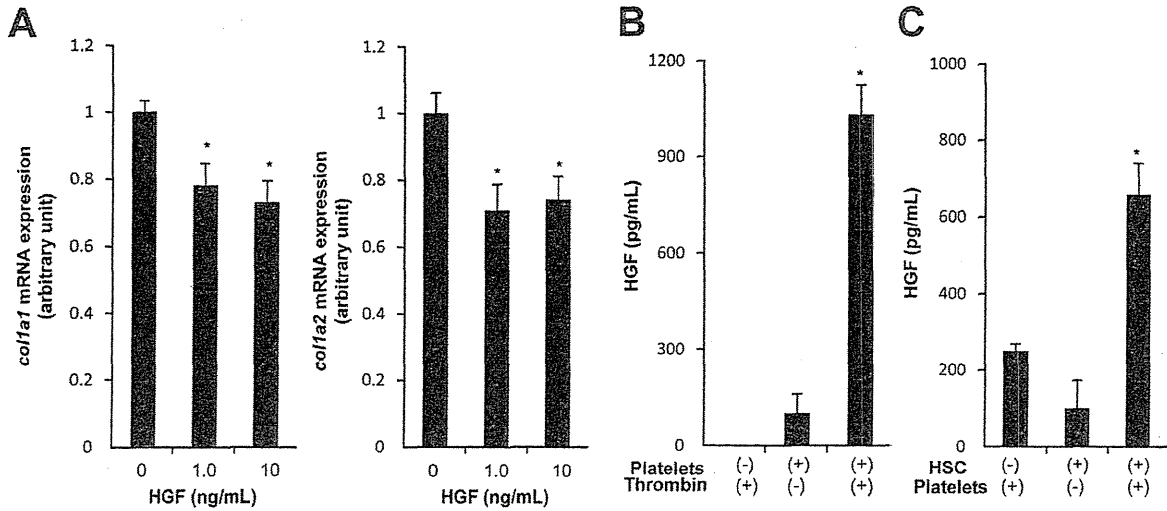 A
1.2
1
0.8
0.6
0.4
0.2
0
col1a1 mRNA expression
(arbitrary unit)
*
*
0 1.0 10
HGF (ng/mL)
1.2
1
0.8
0.6
0.4
0.2
0
col1a2 mRNA expression
(arbitrary unit)
*
*
0 1.0 10
HGF (ng/mL)
B
1200
900
600
300
0
HGF (pg/mL)
*
Platelets (-) (+) (+)
Thrombin (+) (-) (+)
C
1000
800
600
400
200
0
HGF (pg/mL)
*
HSC (-) (+) (+)
Platelets (+) (-) (+)